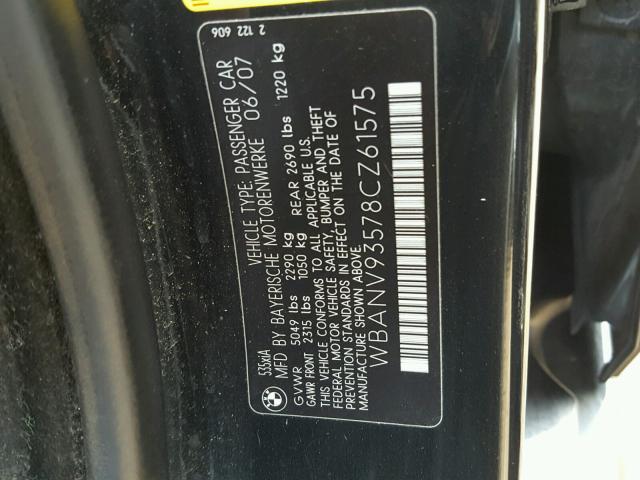 2 122 606
535xiA VEHICLE TYPE: PASSENGER CAR
MFD BY BAYERISCHE MOTORENWERKE 06/07
GVWR 5049 lbs 2290 kg
GAWR FRONT 2315 lbs 1050 kg REAR 2690 lbs 1220 kg
THIS VEHICLE CONFORMS TO ALL APPLICABLE U.S.
FEDERAL MOTOR VEHICLE SAFETY, BUMPER AND THEFT
PREVENTION STANDARDS IN EFFECT ON THE DATE OF
MANUFACTURE SHOWN ABOVE.
WBANV93578CZ61575